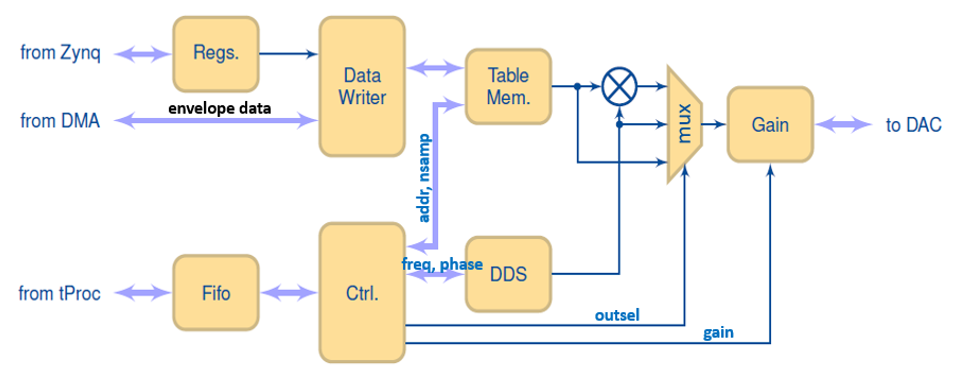 from Zynq
Regs.
Data
Writer
Table
Mem.
envelope data
from DMA
mux
Gain
to DAC
addr, nsamp
freq, phase
DDS
from tProc
Fifo
Ctrl.
outsel
gain